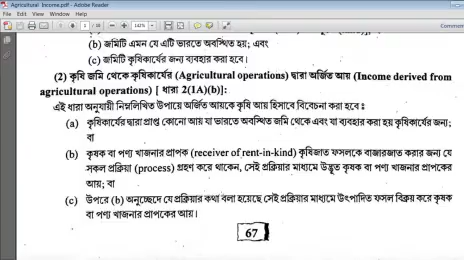 Agricultural Income.pdf - Adobe Reader
File Edit View Window Help
142%
Comment
(b) জমিটি এমন যে এটি ভারতে অবস্থিত হয়; এবং
(c) জমিটি কৃষিকার্যের জন্য ব্যবহার করা হবে।
(2) কৃষি জমি থেকে কৃষিকার্যের (Agricultural operations) দ্বারা অর্জিত আয় (Income derived from
agricultural operations) [ ধারা 2(1A)(b)]:
এই ধারা অনুযায়ী নিম্নলিখিত উপায়ে অর্জিত আয়কে কৃষি আয় হিসাবে বিবেচনা করা হবে :
(a) কৃষিকার্যের দ্বারা প্রাপ্ত কোনো আয় যা ভারতে অবস্থিত জমি থেকে এবং যা ব্যবহার করা হয় কৃষিকার্যের জন্য;
বা
(b) কৃষক বা পণ্য খাজনার প্রাপক (receiver of rent-in-kind) কৃষিজাত ফসলকে বাজারজাত করার জন্য যে
সকল প্রক্রিয়া (process) গ্রহণ করে থাকেন, সেই প্রক্রিয়ার মাধ্যমে উদ্ভূত কৃষক বা পণ্য খাজনার প্রাপকের
আয়; বা
(c) উপরে (b) অনুচ্ছেদে যে প্রক্রিয়ার কথা বলা হয়েছে সেই প্রক্রিয়ার মাধ্যমে উৎপাদিত ফসল বিক্রয় করে কৃষক
বা পণ্য খাজনার প্রাপকের আয়।
67